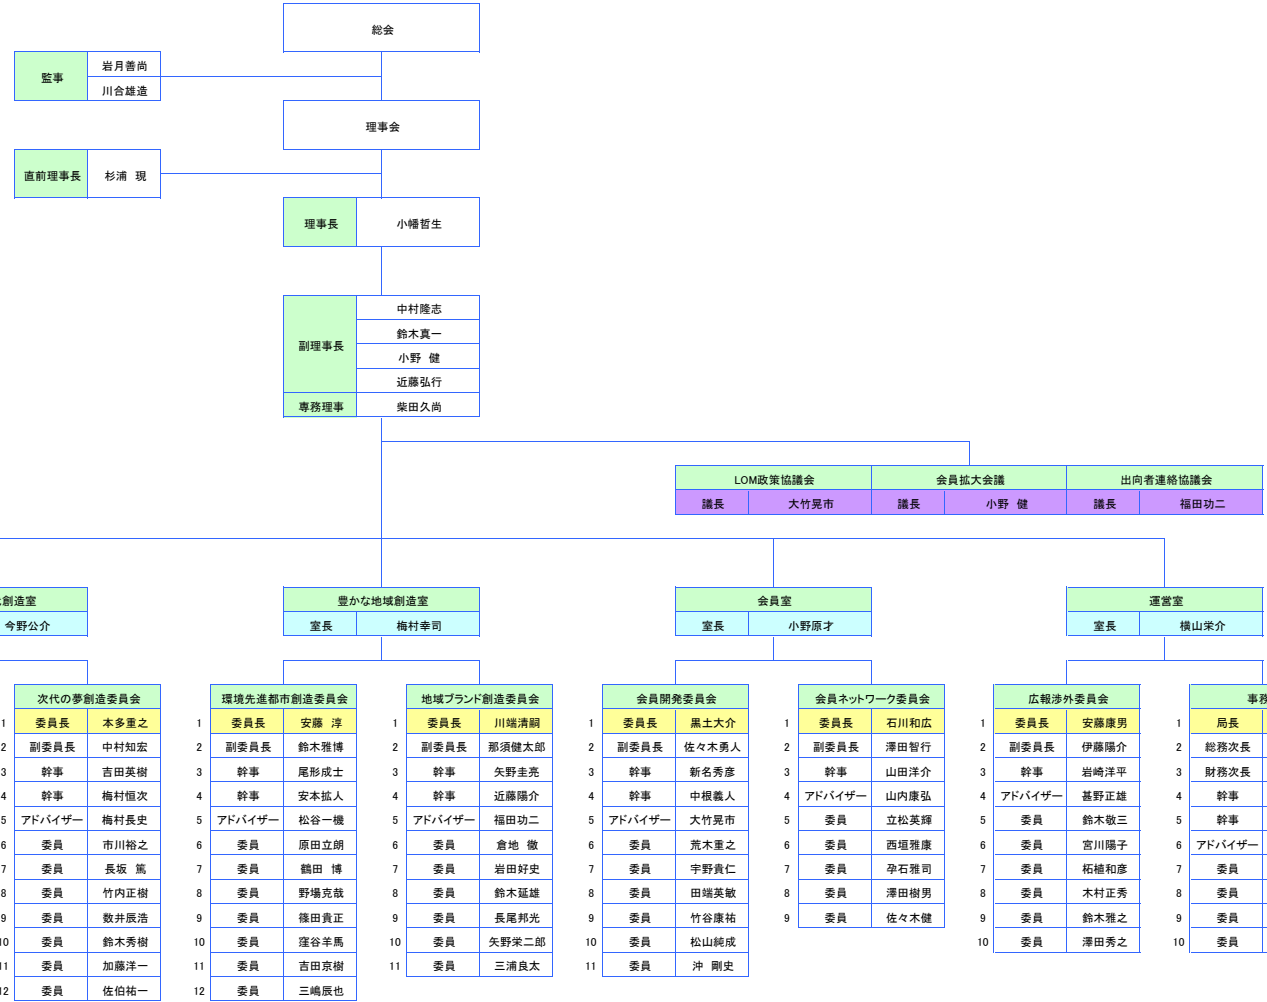 総会
監事 岩月善尚
川合雄造
理事会
直前理事長 杉浦 現
理事長 小幡哲生
副理事長 中村隆志
鈴木真一
小野 健
近藤弘行
専務理事 柴田久尚
LOM政策協議会 会員拡大会議 出向者連絡協議会
議長 大竹晃市 議長 小野 健 議長 福田功二
創造室 豊かな地域創造室 会員室 運営室
今野公介 室長 梅村幸司 室長 小野原才 室長 横山栄介
次代の夢創造委員会
1 委員長 本多重之
2 副委員長 中村知宏
3 幹事 吉田英樹
4 幹事 梅村恒次
5 アドバイザー 梅村長史
6 委員 市川裕之
7 委員 長坂 篤
8 委員 竹内正樹
9 委員 数井辰浩
10 委員 鈴木秀樹
11 委員 加藤洋一
12 委員 佐伯祐一
環境先進都市創造委員会
1 委員長 安藤 淳
2 副委員長 鈴木雅博
3 幹事 尾形成士
4 幹事 安本拡人
5 アドバイザー 松谷一機
6 委員 原田立朗
7 委員 鶴田 博
8 委員 野場克哉
9 委員 篠田貴正
10 委員 窪谷羊馬
11 委員 吉田京樹
12 委員 三嶋辰也
地域ブランド創造委員会
1 委員長 川端清嗣
2 副委員長 那須健太郎
3 幹事 矢野圭亮
4 幹事 近藤陽介
5 アドバイザー 福田功二
6 委員 倉地 徹
7 委員 岩田好史
8 委員 鈴木延雄
9 委員 長尾邦光
10 委員 矢野栄二郎
11 委員 三浦良太
会員開発委員会
1 委員長 黒土大介
2 副委員長 佐々木勇人
3 幹事 新名秀彦
4 幹事 中根義人
5 アドバイザー 大竹晃市
6 委員 荒木重之
7 委員 宇野貴仁
8 委員 田端英敏
9 委員 竹谷康祐
10 委員 松山純成
11 委員 沖 剛史
会員ネットワーク委員会
1 委員長 石川和広
2 副委員長 澤田智行
3 幹事 山田洋介
4 アドバイザー 山内康弘
5 委員 立松英輝
6 委員 西垣雅康
7 委員 孕石雅司
8 委員 澤田樹男
9 委員 佐々木健
広報渉外委員会
1 委員長 安藤康男
2 副委員長 伊藤陽介
3 幹事 岩崎洋平
4 アドバイザー 甚野正雄
5 委員 鈴木敬三
6 委員 宮川陽子
7 委員 柘植和彦
8 委員 木村正秀
9 委員 鈴木雅之
10 委員 澤田秀之
事務
1 局長
2 総務次長
3 財務次長
4 幹事
5 幹事
6 アドバイザー
7 委員
8 委員
9 委員
10 委員